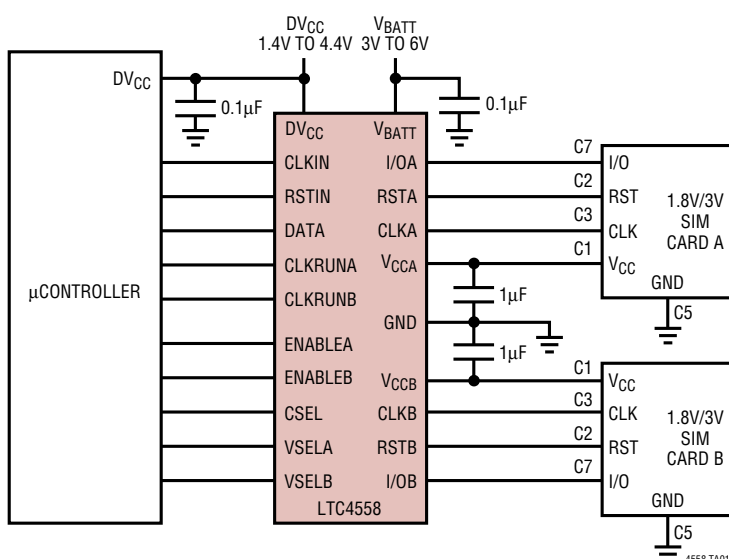 DVCC
1.4V TO 4.4V
VBATT
3V TO 6V
DVCC
0.1µF
0.1µF
DVCC
VBATT
CLKIN
I/OA
C7
I/O
RSTIN
RSTA
C2
RST
DATA
CLKA
C3
CLK
CLKRUNA
VCCA
C1
VCC
1.8V/3V
SIM
CARD A
GND
C5
µCONTROLLER
CLKRUNB
1µF
GND
ENABLEA
1µF
ENABLEB
VCCB
C1
VCC
CSEL
CLKB
C3
CLK
VSELA
RSTB
C2
RST
VSELB
I/OB
C7
I/O
1.8V/3V
SIM
CARD B
GND
C5
LTC4558
4558 TA01